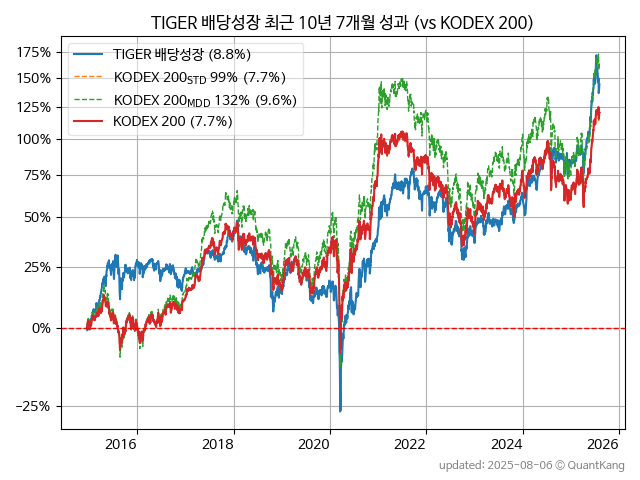 TIGER 배당성장 최근 10년 7개월 성과 (vs KODEX 200)
175%
150%
125%
100%
75%
50%
25%
0%
−25%
TIGER 배당성장 (8.8%)
KODEX 200STD 99% (7.7%)
KODEX 200MDD 132% (9.6%)
KODEX 200 (7.7%)
2016 2018 2020 2022 2024 2026
updated: 2025-08-06 © QuantKang